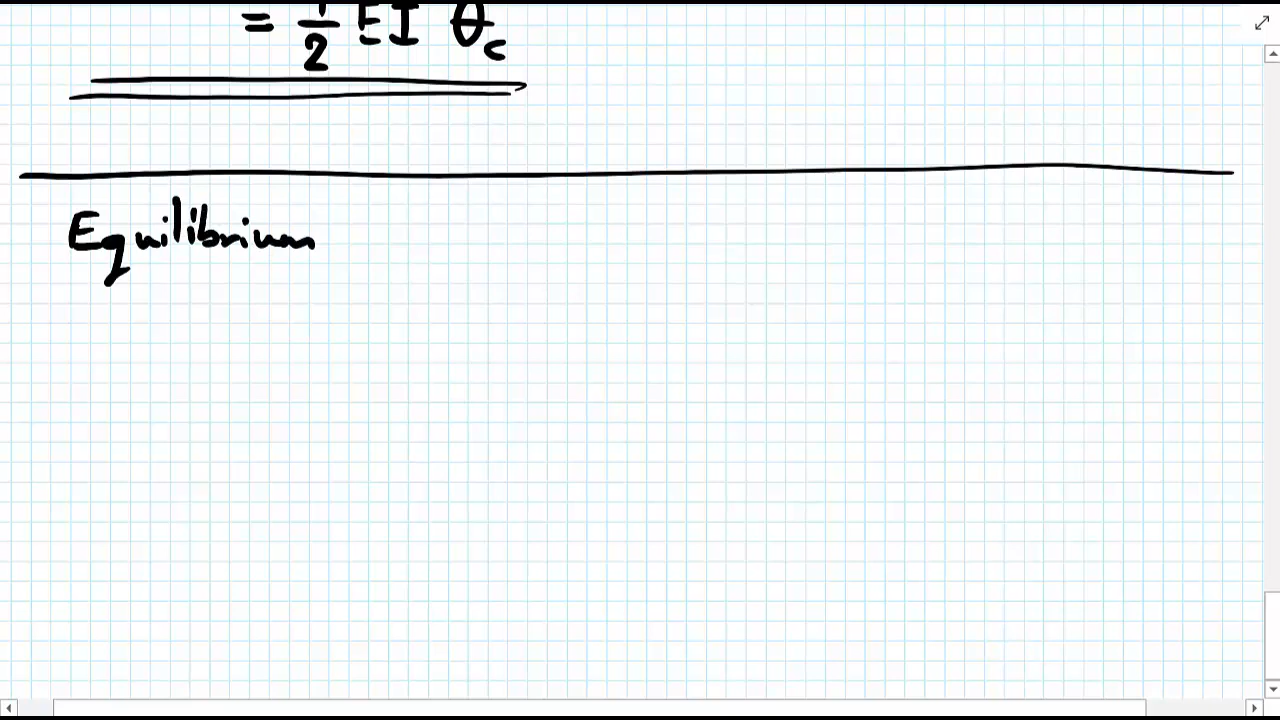 = 1/2 EI θc
Equilibrium